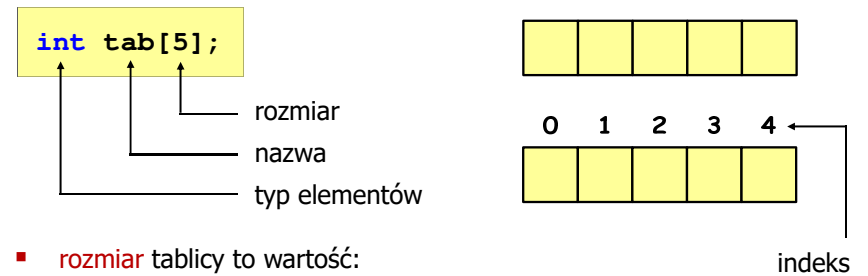 int tab[5];
rozmiar
nazwa
typ elementów
0 1 2 3 4
indeks
▪ rozmiar tablicy to wartość: